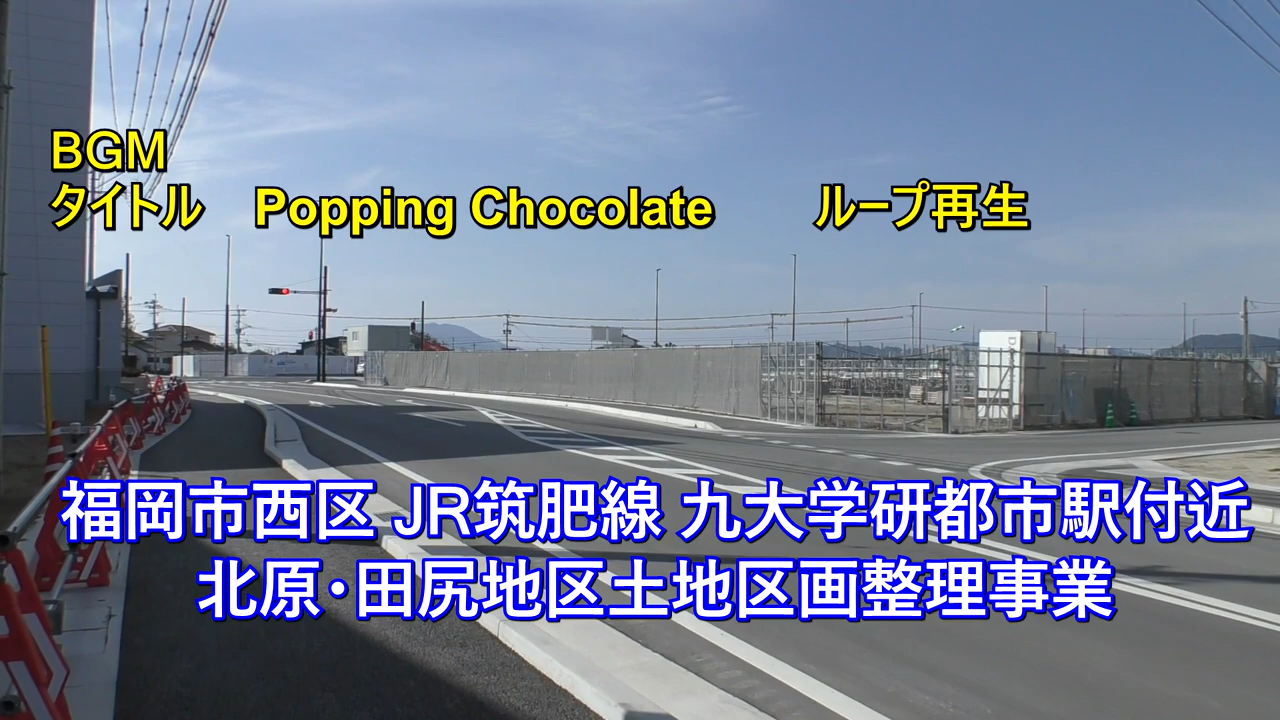 BGM
タイトル　Popping Chocolate　　ループ再生
福岡市西区 JR筑肥線 九大学研都市駅付近
北原・田尻地区土地区画整理事業